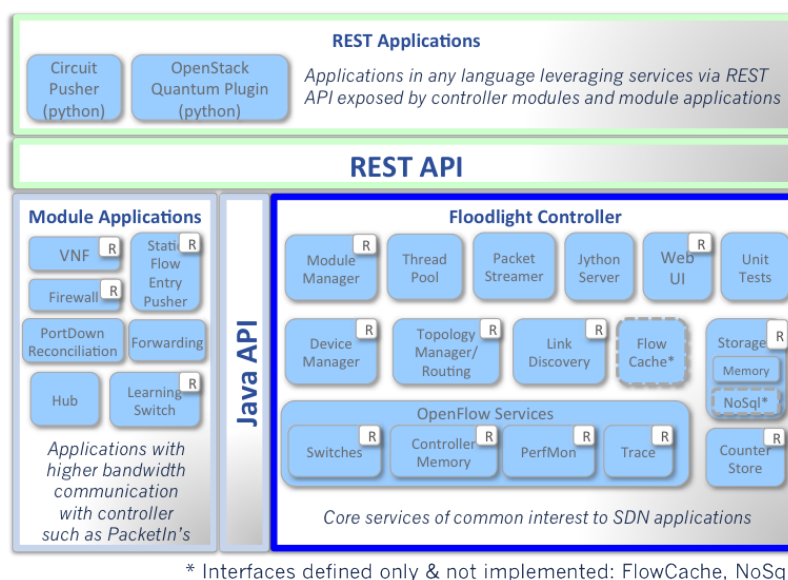 REST Applications
Circuit
Pusher
(python)
OpenStack
Quantum Plugin
(python)
Applications in any language leveraging services via REST
API exposed by controller modules and module applications
REST API
Module Applications
VNF
R
Static
Flow
Entry
Pusher
R
Firewall
R
PortDown
Reconciliation
Forwarding
Hub
Learning
Switch
R
Applications with
higher bandwidth
communication
with controller
such as PacketIn's
Java API
Floodlight Controller
Module
Manager
R
Thread
Pool
Packet
Streamer
Jython
Server
Web
UI
R
Unit
Tests
Device
Manager
R
Topology
Manager/
Routing
R
Link
Discovery
R
Flow
Cache*
Storage
R
Memory
NoSql*
OpenFlow Services
Switches
R
Controller
Memory
R
PerfMon
R
Trace
R
Counter
Store
R
Core services of common interest to SDN applications
* Interfaces defined only & not implemented: FlowCache, NoSq